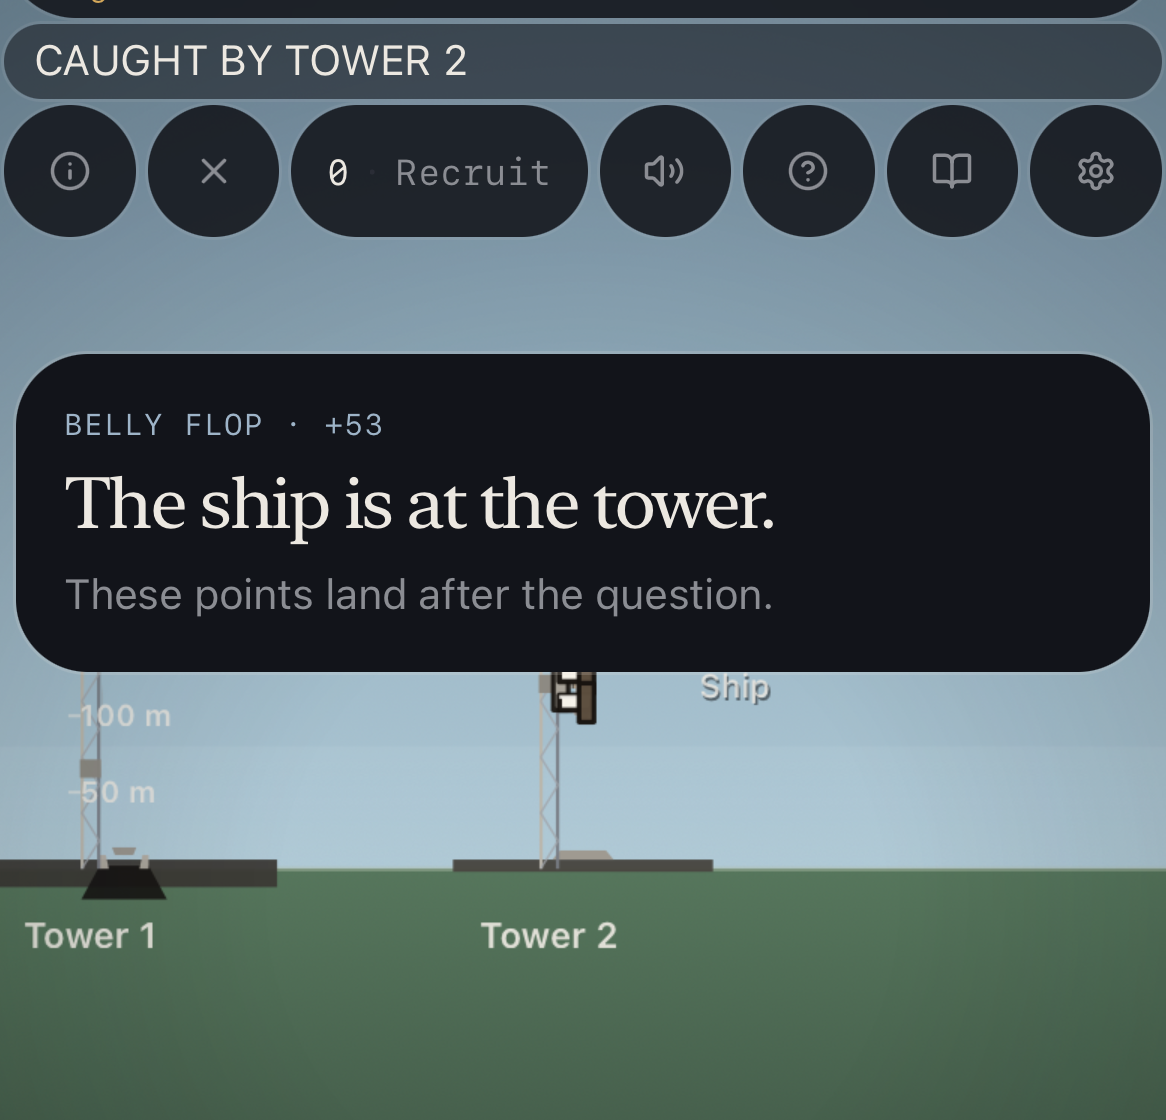 CAUGHT BY TOWER 2
0 · Recruit
BELLY FLOP · +53
The ship is at the tower.
These points land after the question.
Ship
100 m
50 m
Tower 1
Tower 2